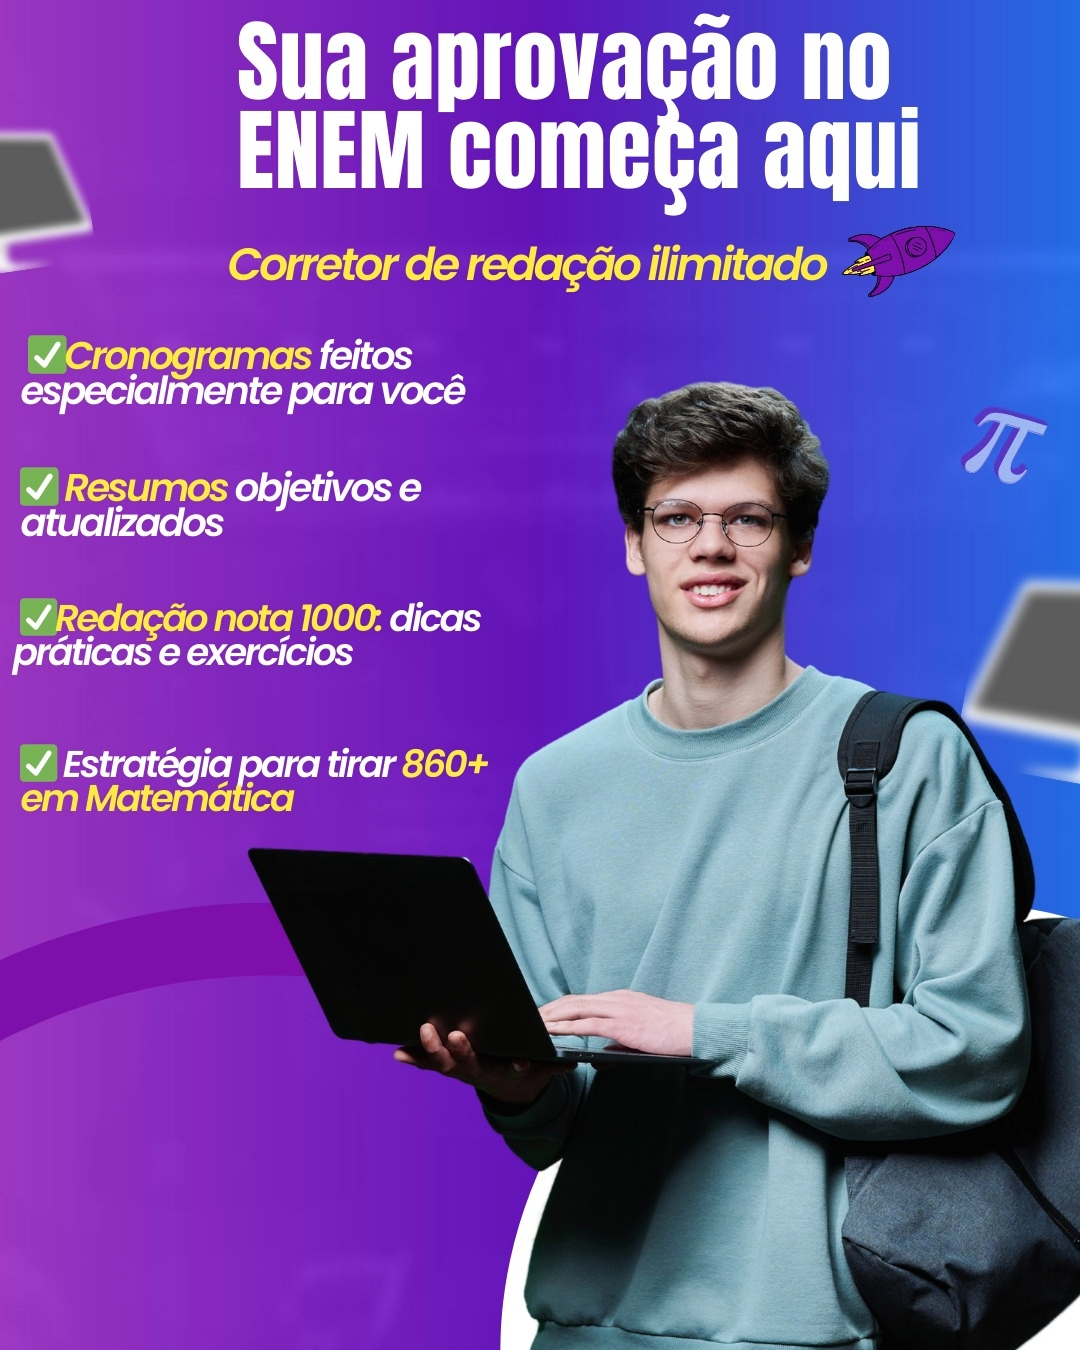 Sua aprovação no
ENEM começa aqui
Corretor de redação ilimitado
✅Cronogramas feitos
especialmente para você
✅ Resumos objetivos e
atualizados
✅Redação nota 1000: dicas
práticas e exercícios
✅ Estratégia para tirar 860+
em Matemática
π